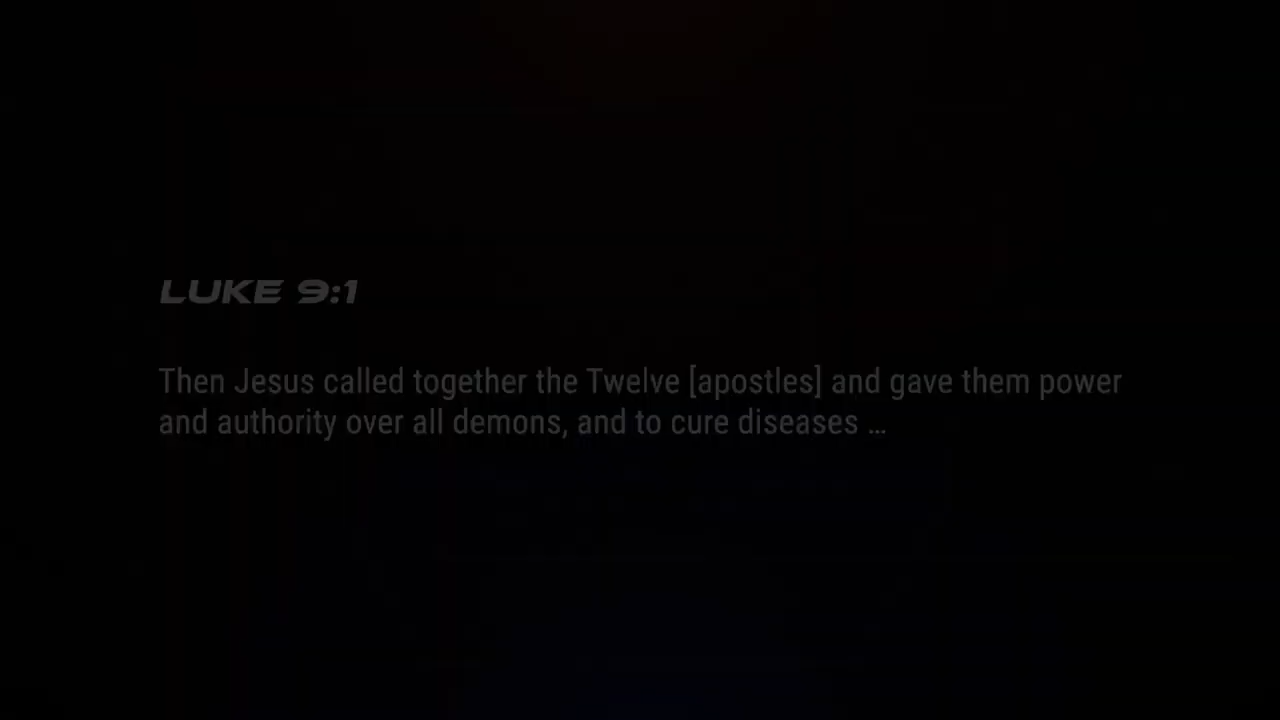 LUKE 9:1
Then Jesus called together the Twelve [apostles] and gave them power
and authority over all demons, and to cure diseases …